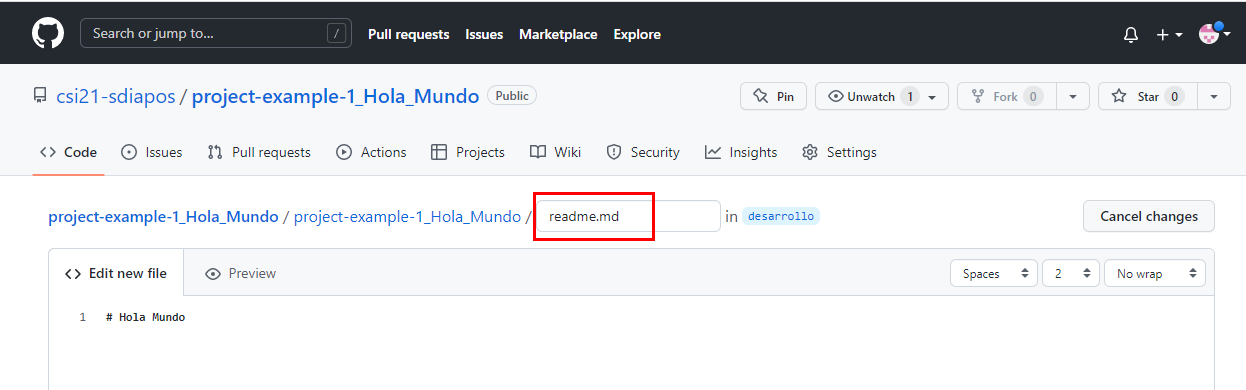 Search or jump to... / Pull requests Issues Marketplace Explore
csi21-sdiapos / project-example-1_Hola_Mundo Public Pin Unwatch 1 Fork 0 Star 0
Code Issues Pull requests Actions Projects Wiki Security Insights Settings
project-example-1_Hola_Mundo / project-example-1_Hola_Mundo / readme.md in desarrollo Cancel changes
Edit new file Preview Spaces 2 No wrap
1 # Hola Mundo